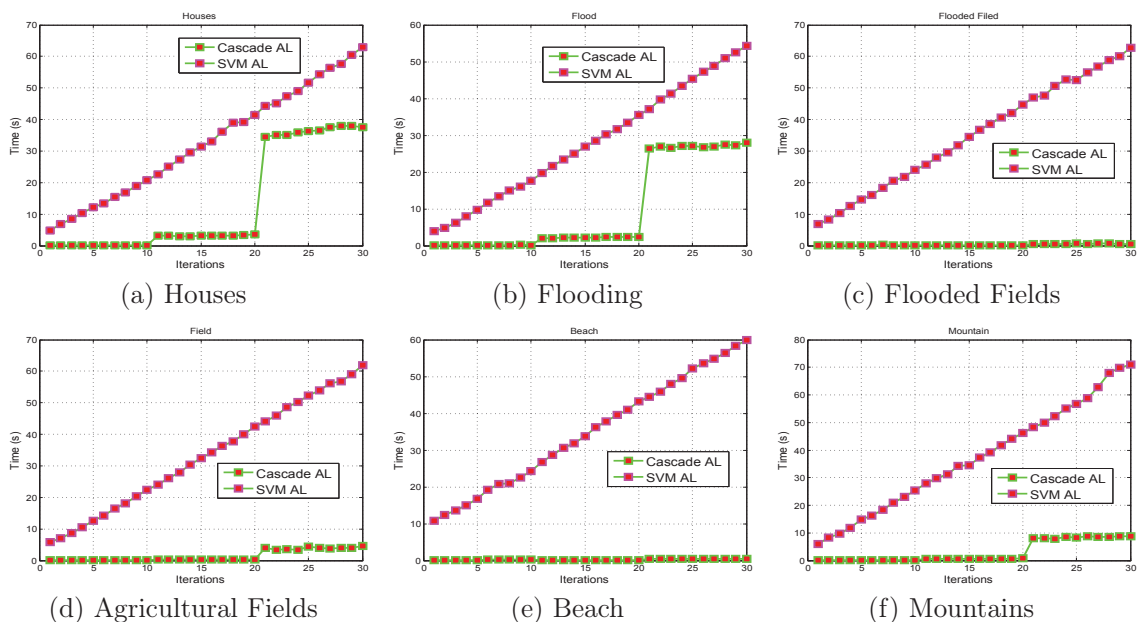 Houses
Time (s)
70
60
50
40
30
20
10
0
Cascade AL
SVM AL
0 5 10 15 20 25 30
Iterations
(a) Houses
Flood
Time (s)
60
50
40
30
20
10
0
Cascade AL
SVM AL
0 5 10 15 20 25 30
Iterations
(b) Flooding
Flooded Filed
Time (s)
70
60
50
40
30
20
10
0
Cascade AL
SVM AL
0 5 10 15 20 25 30
Iterations
(c) Flooded Fields
Field
Time (s)
70
60
50
40
30
20
10
0
Cascade AL
SVM AL
0 5 10 15 20 25 30
Iterations
(d) Agricultural Fields
Beach
Time (s)
60
50
40
30
20
10
0
Cascade AL
SVM AL
0 5 10 15 20 25 30
Iterations
(e) Beach
Mountain
Time (s)
80
70
60
50
40
30
20
10
0
Cascade AL
SVM AL
0 5 10 15 20 25 30
Iterations
(f) Mountains